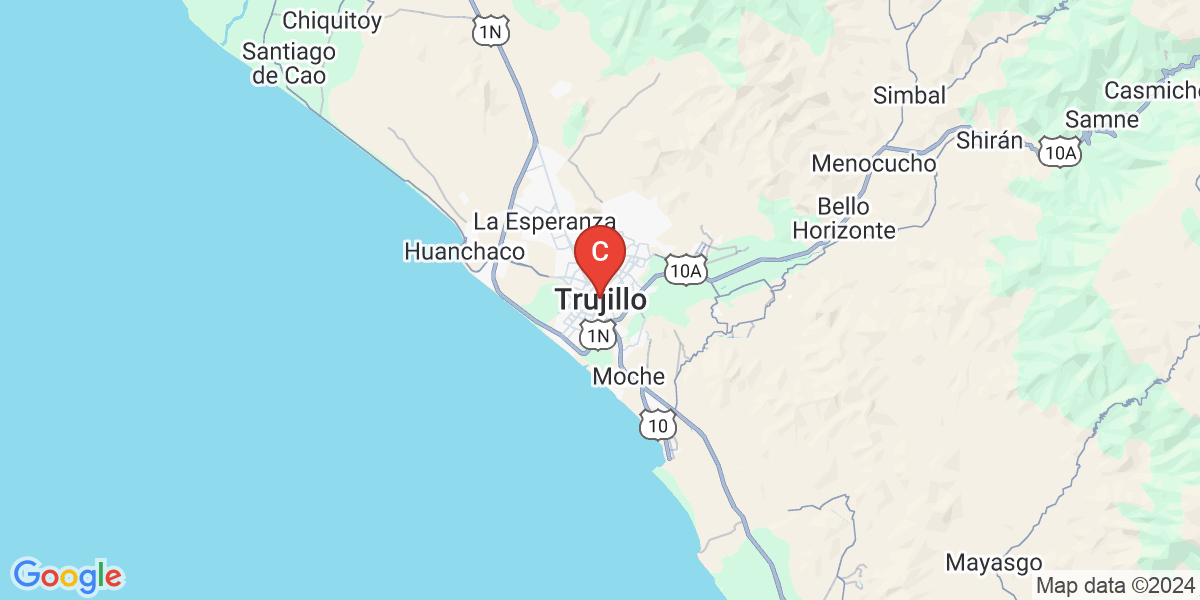 Chiquitoy
1N
Santiago
de Cao
Simbal
Casmiche
Samne
Shirán
10A
Menocucho
Bello
Horizonte
La Esperanza
Huanchaco
C
10A
Trujillo
1N
Moche
10
Mayasgo
Google
Map data ©2024